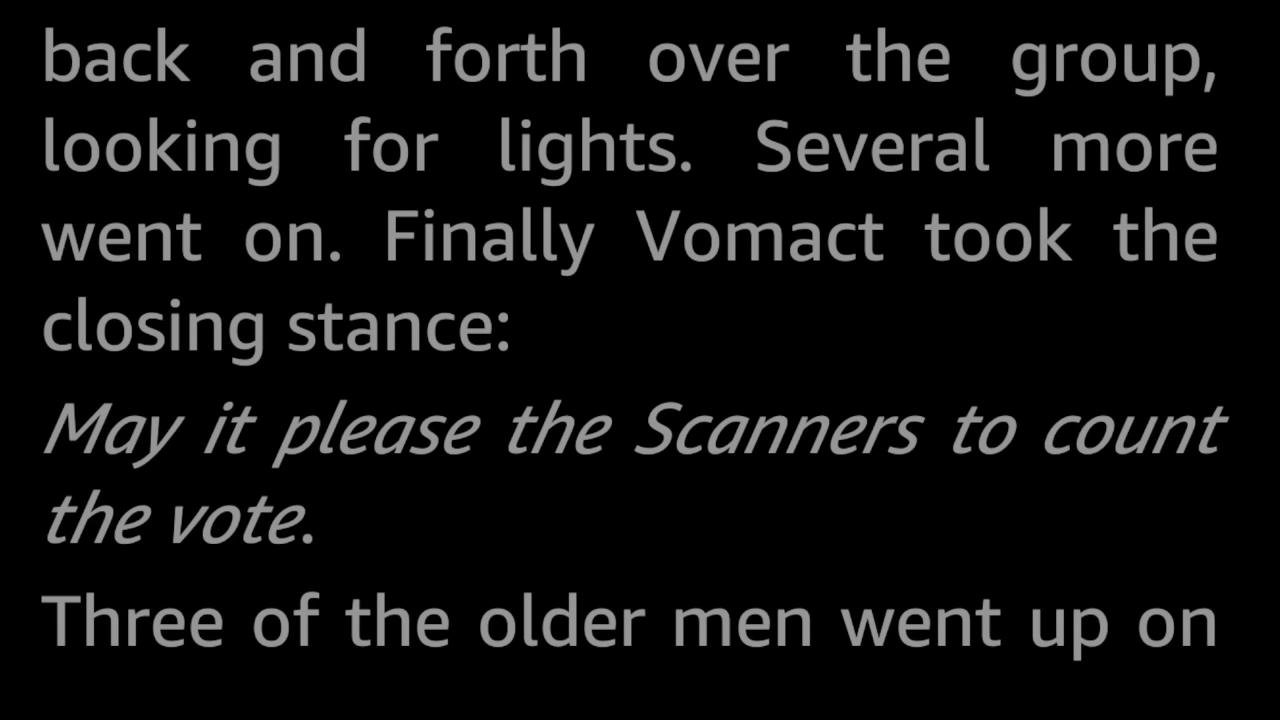 back and forth over the group,
looking for lights. Several more
went on. Finally Vomact took the
closing stance:
May it please the Scanners to count
the vote.
Three of the older men went up on